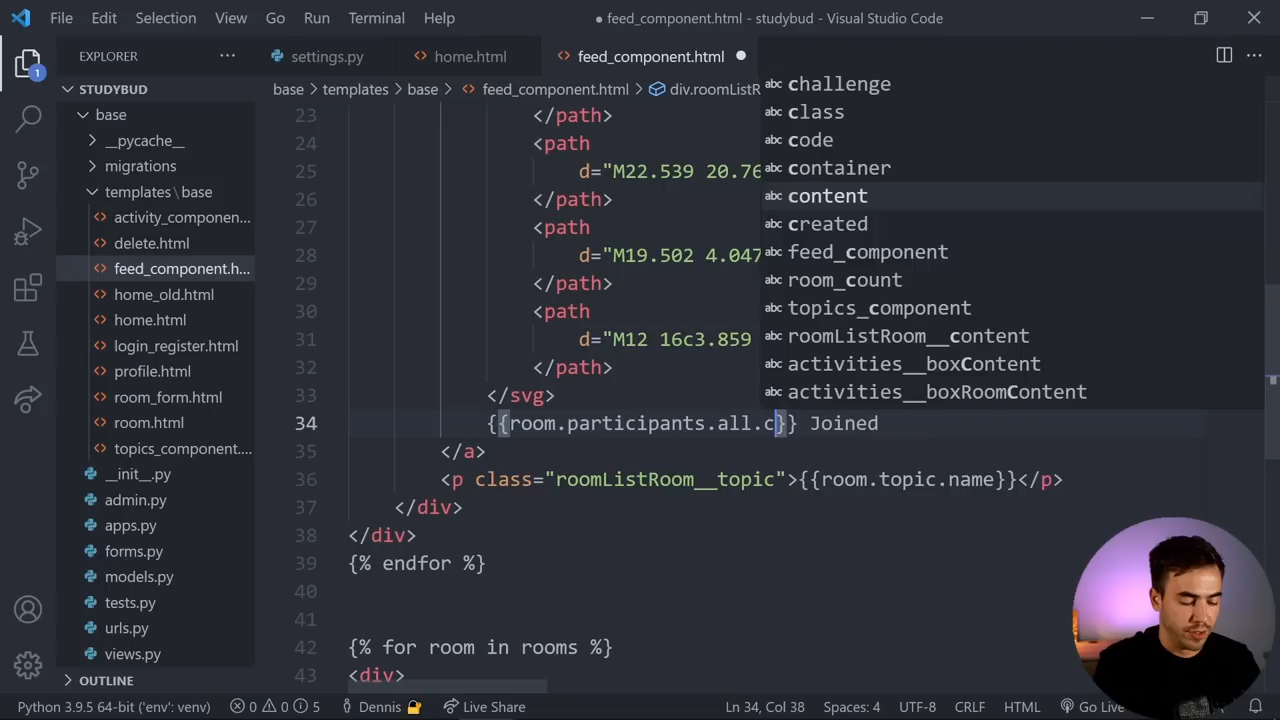 File Edit Selection View Go Run Terminal Help
● feed_component.html - studybud - Visual Studio Code
EXPLORER ···
settings.py
home.html
feed_component.html
STUDYBUD
base > templates > base > feed_component.html > div.roomListR
base
__pycache__
migrations
templates \ base
activity_componen...
delete.html
feed_component.h...
home_old.html
home.html
login_register.html
profile.html
room_form.html
room.html
topics_component....
__init__.py
admin.py
apps.py
forms.py
models.py
tests.py
urls.py
views.py
OUTLINE
1
23 </path>
24 <path
25 d="M22.539 20.76
26 </path>
27 <path
28 d="M19.502 4.047
29 </path>
30 <path
31 d="M12 16c3.859
32 </path>
33 </svg>
34 {{room.participants.all.c}} Joined
35 </a>
36 <p class="roomListRoom__topic">{{room.topic.name}}</p>
37 </div>
38 </div>
39 {% endfor %}
40
41
42 {% for room in rooms %}
43 <div>
abc challenge
abc class
abc code
abc container
abc content
abc created
abc feed_component
abc room_count
abc topics_component
abc roomListRoom__content
abc activities__boxContent
abc activities__boxRoomContent
Python 3.9.5 64-bit ('env': venv) 0 0 5 Dennis Live Share Ln 34, Col 38 Spaces: 4 UTF-8 CRLF HTML Go Live